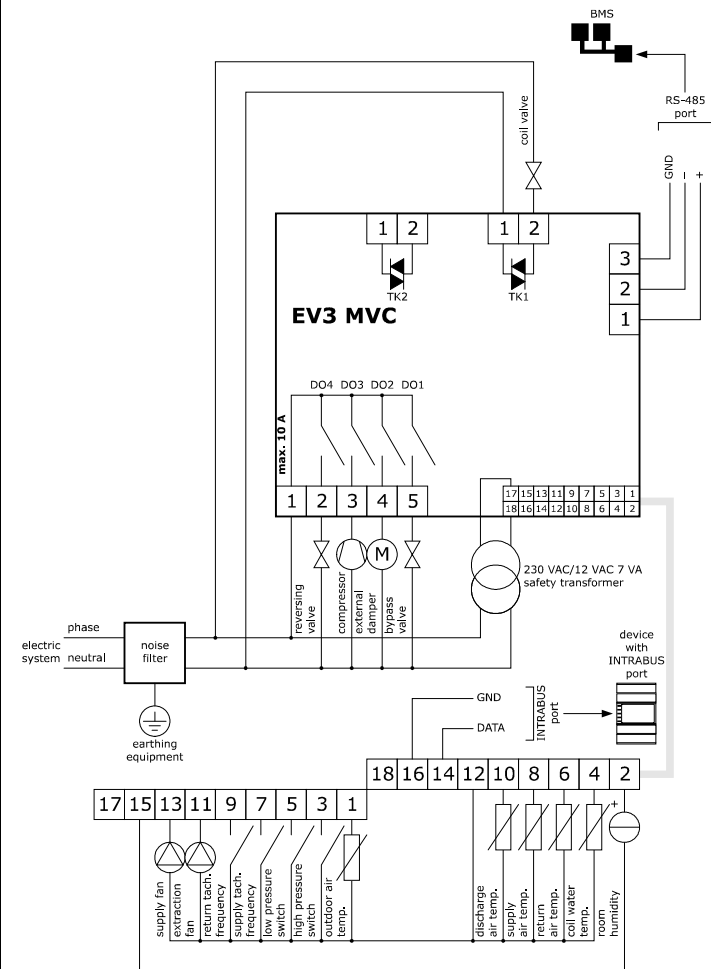 BMS
RS-485
port
GND
–
+
coil valve
1 2
1 2
TK2
TK1
3
2
1
EV3 MVC
DO4 DO3 DO2 DO1
max. 10 A
1 2 3 4 5
17 15 13 11 9 7 5 3 1
18 16 14 12 10 8 6 4 2
M
reversing
valve
compressor
external
damper
bypass
valve
230 VAC/12 VAC 7 VA
safety transformer
phase
electric
system
neutral
noise
filter
earthing
equipment
device
with
INTRABUS
port
GND
DATA
INTRABUS
port
18 16 14 12 10 8 6 4 2
17 15 13 11 9 7 5 3 1
+
supply fan
extraction
fan
return tach.
frequency
supply tach.
frequency
low pressure
switch
high pressure
switch
outdoor air
temp.
discharge
air temp.
supply
air temp.
return
air temp.
coil water
temp.
room
humidity